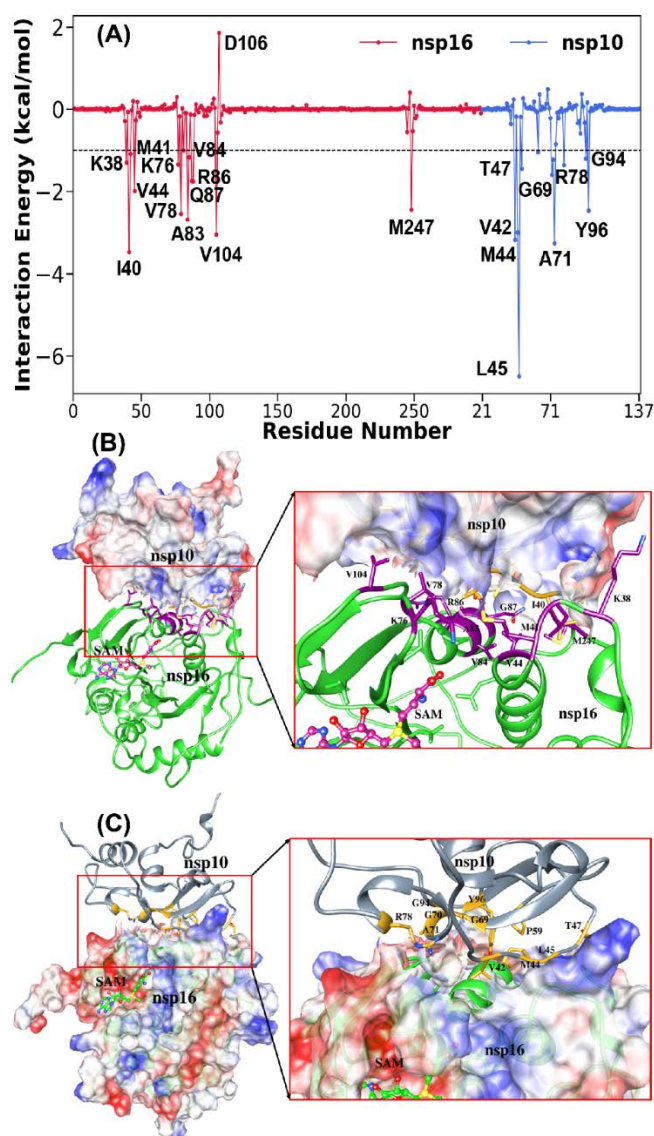 (A)
nsp16
nsp10
Interaction Energy (kcal/mol)
2
0
−2
−4
−6
D106
K38
M41
K76
V44
V78
I40
V84
R86
Q87
A83
V104
M247
T47
G69
R78
G94
V42
M44
A71
Y96
L45
0
50
100
150
200
250
21
71
137
Residue Number
(B)
nsp10
SAM
nsp16
nsp10
V104
V78
K76
R86
G87
I40
K38
M41
M247
V84
V44
SAM
nsp16
(C)
nsp10
SAM
nsp16
nsp10
G94
Y96
R78
G70
G69
A71
P59
T47
L45
V42
M44
nsp16
SAM